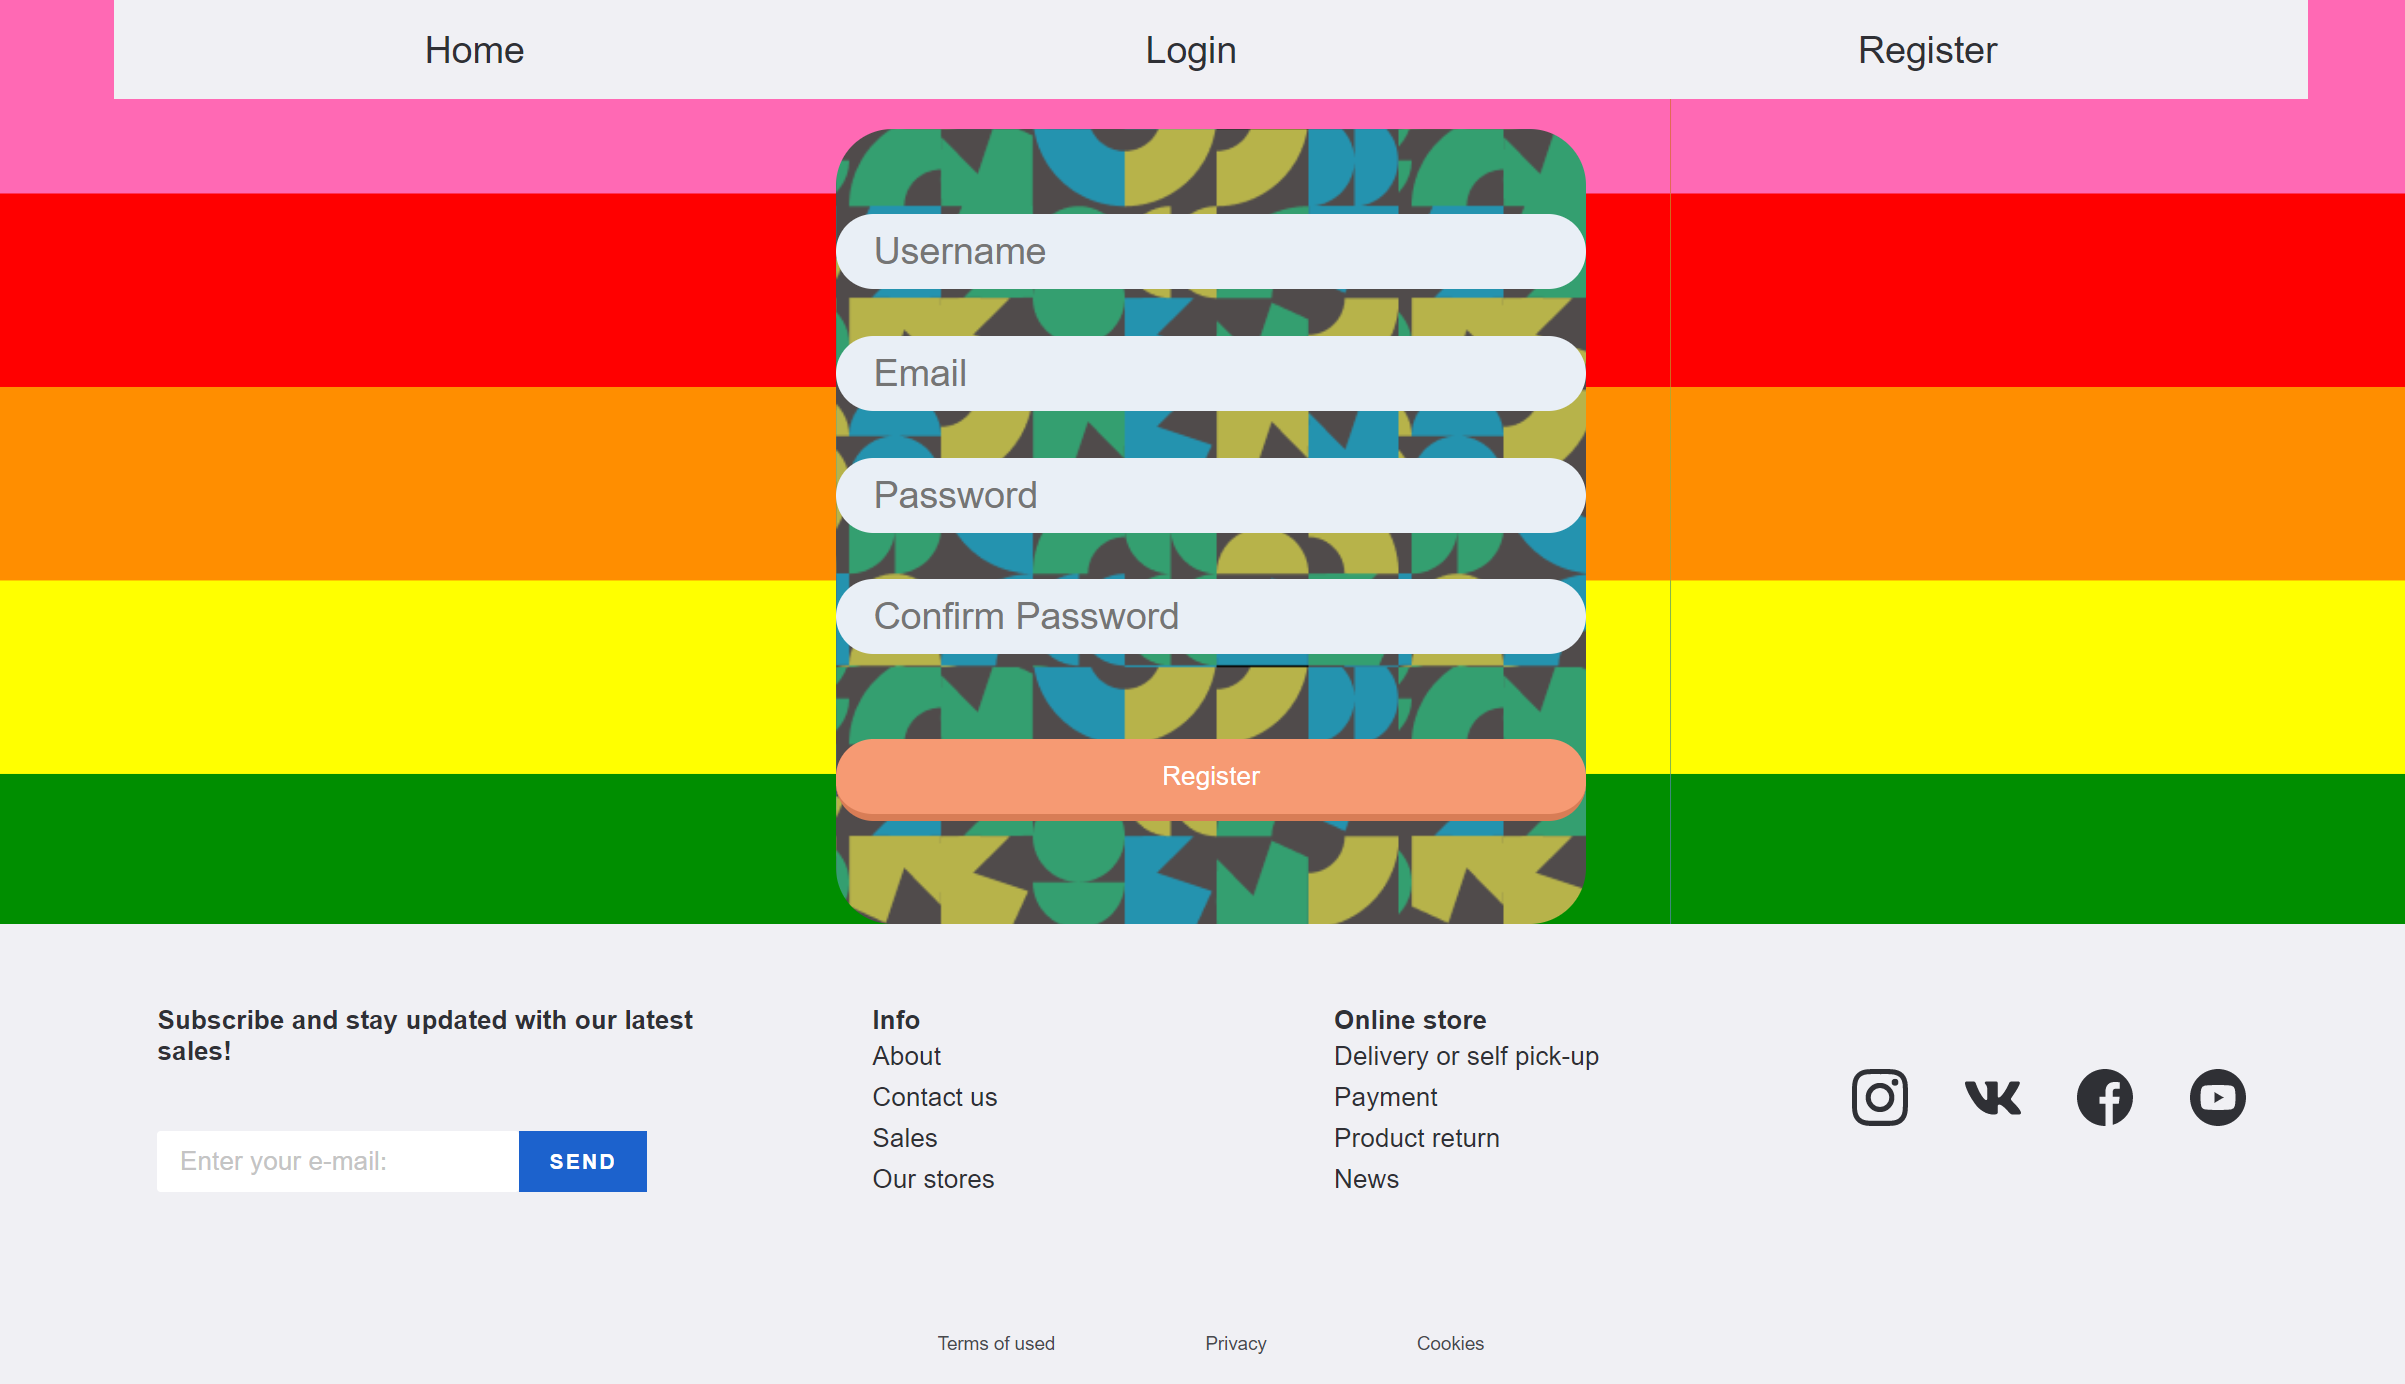 Home
Login
Register
Username
Email
Password
Confirm Password
Register
Subscribe and stay updated with our latest
sales!
Enter your e-mail:
SEND
Info
About
Contact us
Sales
Our stores
Online store
Delivery or self pick-up
Payment
Product return
News
Terms of used
Privacy
Cookies